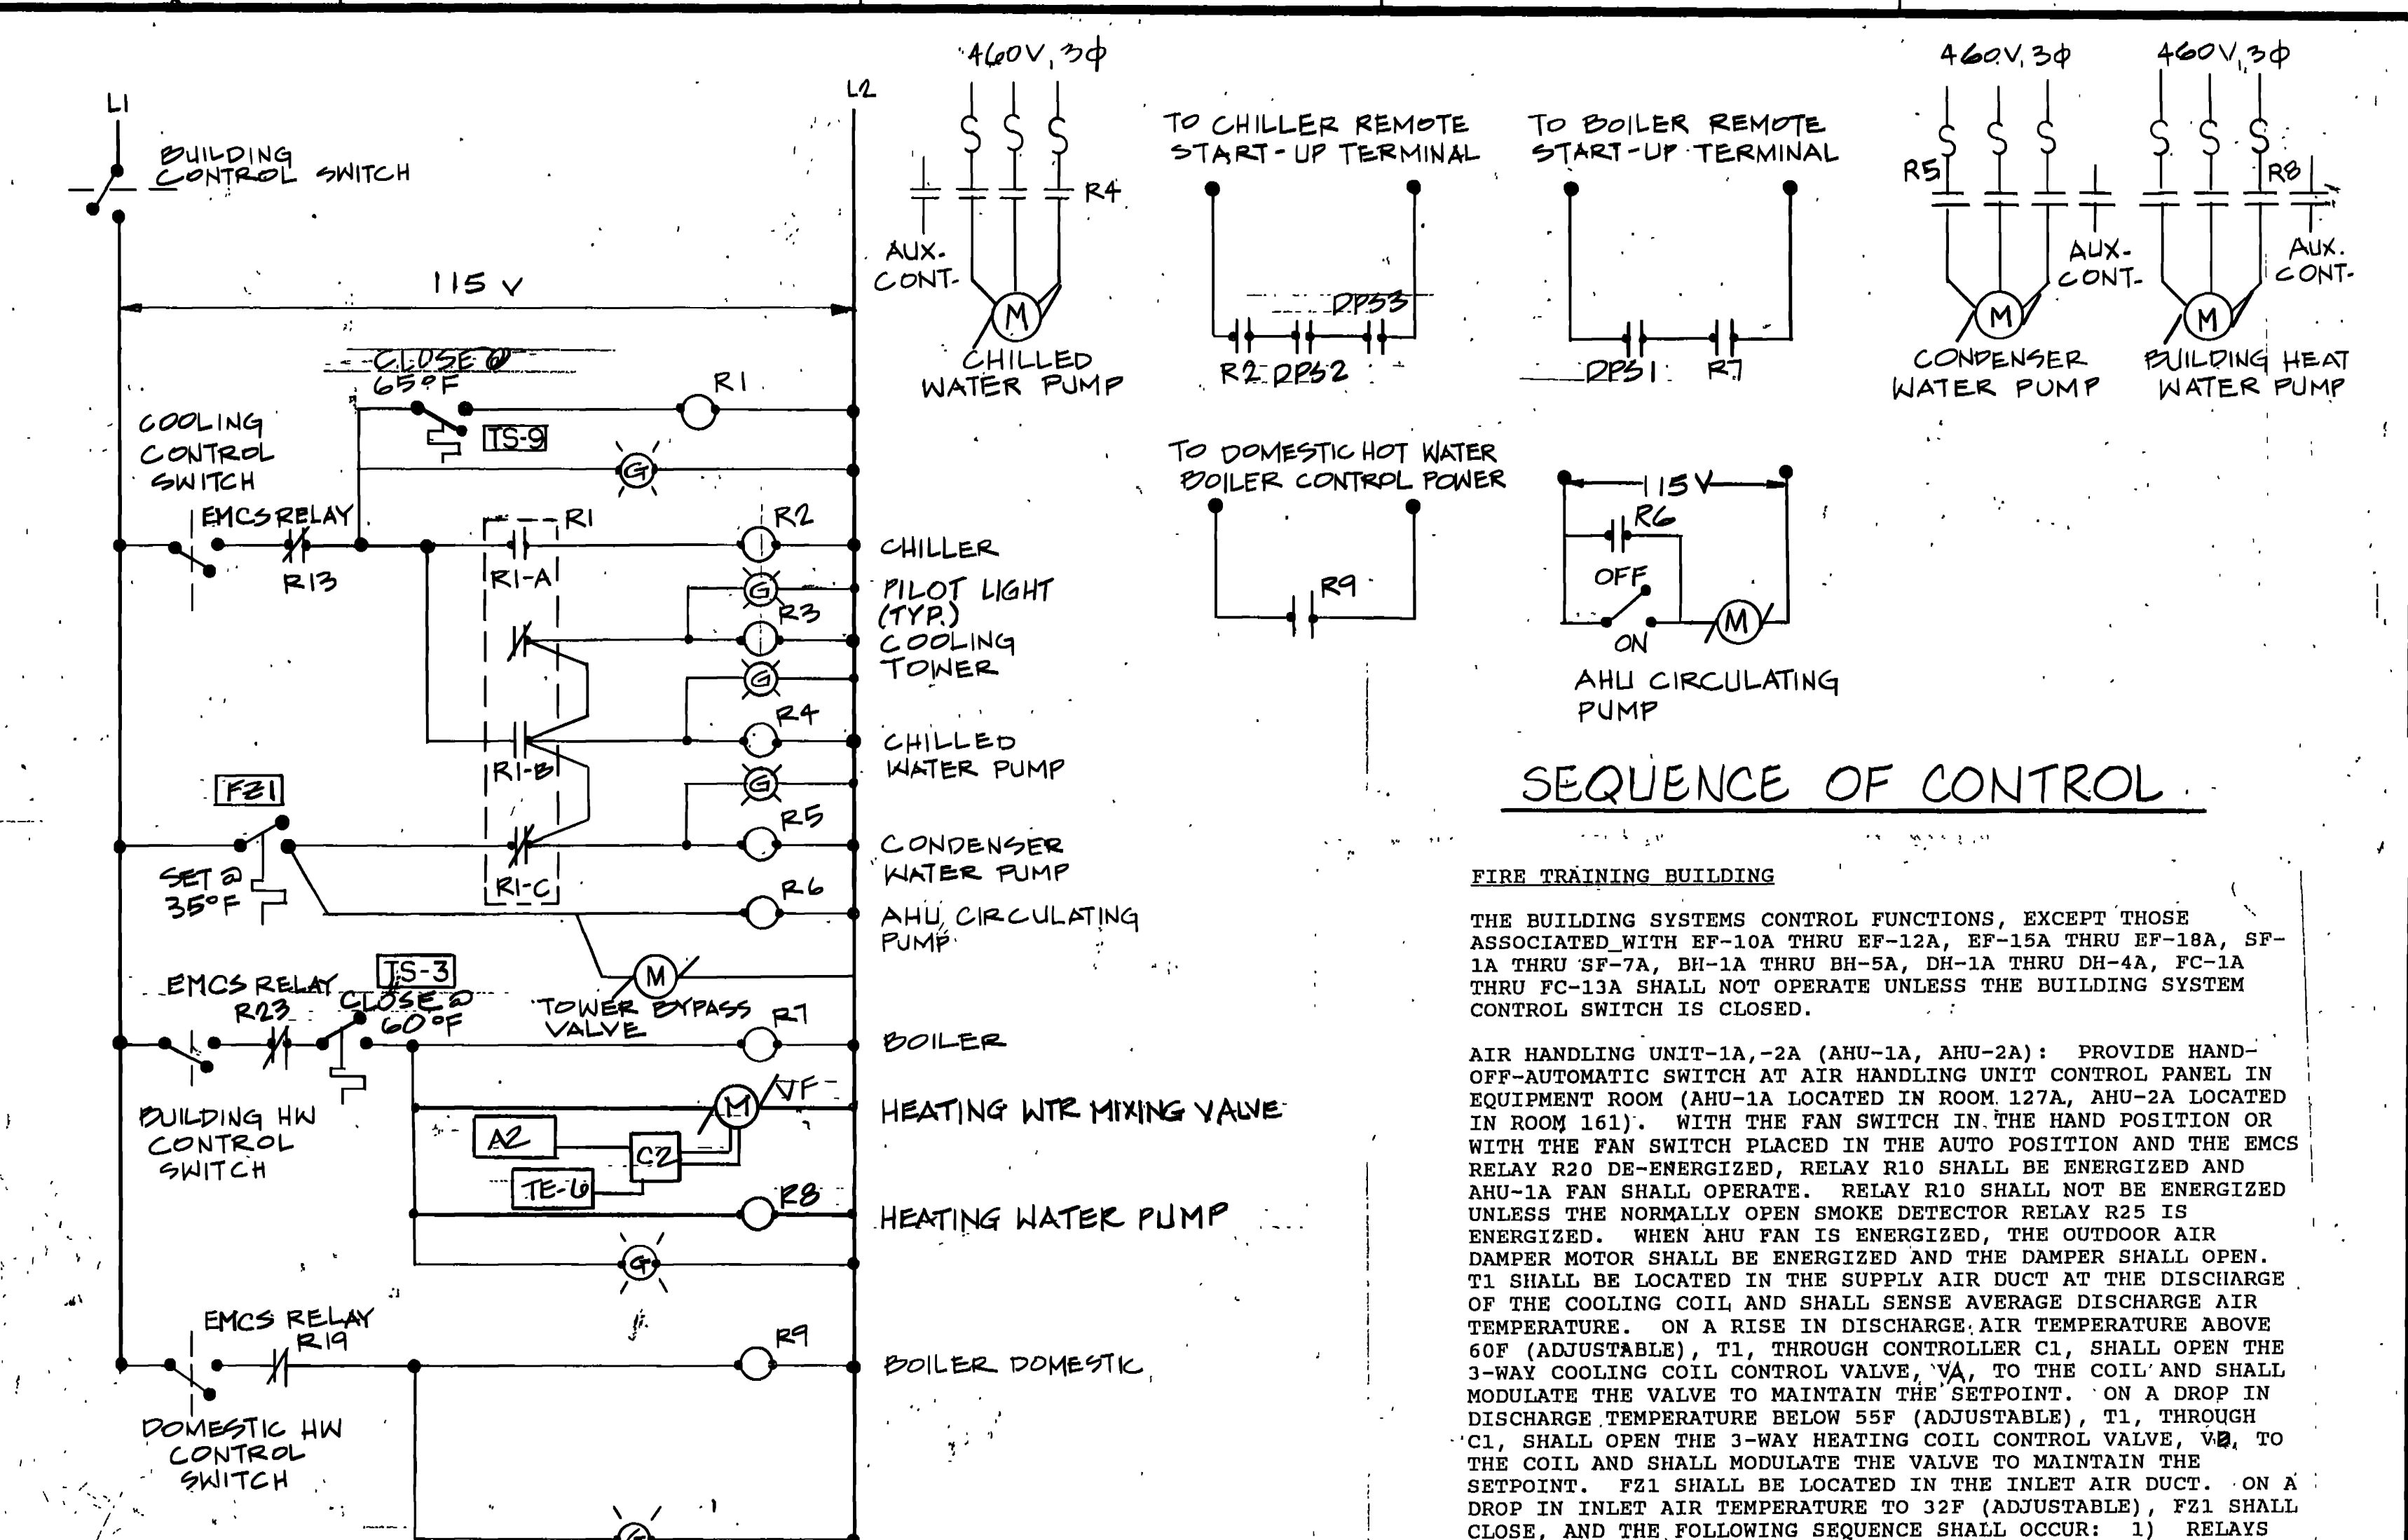 L1
BUILDING
CONTROL SWITCH
115 V
L2
CLOSE @
65°F
TS-9
R1
G
COOLING
CONTROL
SWITCH
EMCS RELAY
R13
R1
R1-A
R2
CHILLER
G
PILOT LIGHT
(TYP.)
R3
COOLING
TOWER
G
R4
CHILLED
WATER PUMP
R1-B
G
FZ1
SET @
35°F
R1-C
R5
CONDENSER
WATER PUMP
R6
AHU CIRCULATING
PUMP
M
TOWER BYPASS
VALVE
EMCS RELAY
R23
TS-3
CLOSE @
60°F
R7
BOILER
BUILDING HW
CONTROL
SWITCH
M
VF
HEATING WTR MIXING VALVE
A2
C2
TE-6
R8
HEATING WATER PUMP
G
EMCS RELAY
R19
R9
BOILER DOMESTIC
DOMESTIC HW
CONTROL
SWITCH
G
460V, 3φ
S S S
R4
AUX.
CONT.
M
CHILLED
WATER PUMP
TO CHILLER REMOTE
START-UP TERMINAL
R2 DPS2
DPS3
TO BOILER REMOTE
START-UP TERMINAL
DPS1 R7
460V, 3φ
S S S
R5
AUX.
CONT.
M
CONDENSER
WATER PUMP
460V, 3φ
S S S
R8
AUX.
CONT.
M
BUILDING HEAT
WATER PUMP
TO DOMESTIC HOT WATER
BOILER CONTROL POWER
R9
115 V
R6
OFF
ON
M
AHU CIRCULATING
PUMP
SEQUENCE OF CONTROL
FIRE TRAINING BUILDING
THE BUILDING SYSTEMS CONTROL FUNCTIONS, EXCEPT THOSE
ASSOCIATED WITH EF-10A THRU EF-12A, EF-15A THRU EF-18A, SF-
1A THRU SF-7A, BH-1A THRU BH-5A, DH-1A THRU DH-4A, FC-1A
THRU FC-13A SHALL NOT OPERATE UNLESS THE BUILDING SYSTEM
CONTROL SWITCH IS CLOSED.
AIR HANDLING UNIT-1A,-2A (AHU-1A, AHU-2A): PROVIDE HAND-
OFF-AUTOMATIC SWITCH AT AIR HANDLING UNIT CONTROL PANEL IN
EQUIPMENT ROOM (AHU-1A LOCATED IN ROOM 127A, AHU-2A LOCATED
IN ROOM 161). WITH THE FAN SWITCH IN THE HAND POSITION OR
WITH THE FAN SWITCH PLACED IN THE AUTO POSITION AND THE EMCS
RELAY R20 DE-ENERGIZED, RELAY R10 SHALL BE ENERGIZED AND
AHU-1A FAN SHALL OPERATE. RELAY R10 SHALL NOT BE ENERGIZED
UNLESS THE NORMALLY OPEN SMOKE DETECTOR RELAY R25 IS
ENERGIZED. WHEN AHU FAN IS ENERGIZED, THE OUTDOOR AIR
DAMPER MOTOR SHALL BE ENERGIZED AND THE DAMPER SHALL OPEN.
T1 SHALL BE LOCATED IN THE SUPPLY AIR DUCT AT THE DISCHARGE
OF THE COOLING COIL AND SHALL SENSE AVERAGE DISCHARGE AIR
TEMPERATURE. ON A RISE IN DISCHARGE AIR TEMPERATURE ABOVE
60F (ADJUSTABLE), T1, THROUGH CONTROLLER C1, SHALL OPEN THE
3-WAY COOLING COIL CONTROL VALVE, VA, TO THE COIL AND SHALL
MODULATE THE VALVE TO MAINTAIN THE SETPOINT. ON A DROP IN
DISCHARGE TEMPERATURE BELOW 55F (ADJUSTABLE), T1, THROUGH
C1, SHALL OPEN THE 3-WAY HEATING COIL CONTROL VALVE, VB, TO
THE COIL AND SHALL MODULATE THE VALVE TO MAINTAIN THE
SETPOINT. FZ1 SHALL BE LOCATED IN THE INLET AIR DUCT. ON A
DROP IN INLET AIR TEMPERATURE TO 32F (ADJUSTABLE), FZ1 SHALL
CLOSE, AND THE FOLLOWING SEQUENCE SHALL OCCUR: 1) RELAYS